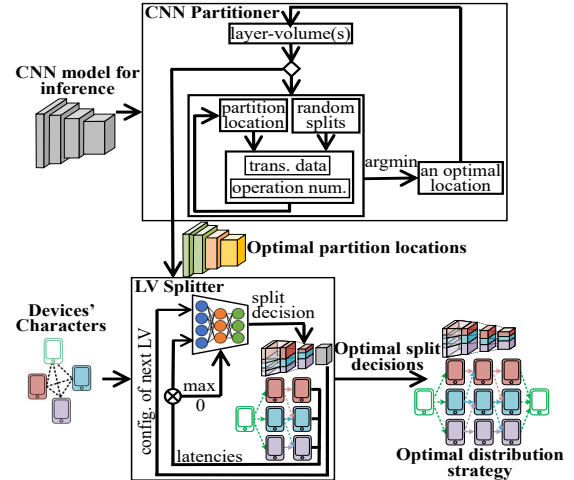 CNN Partitioner
layer-volume(s)
CNN model for
inference
partition
location
random
splits
trans. data
operation num.
argmin
an optimal
location
Optimal partition locations
LV Splitter
Devices'
Characters
config. of next LV
split
decision
max
0
latencies
Optimal split
decisions
Optimal distribution
strategy